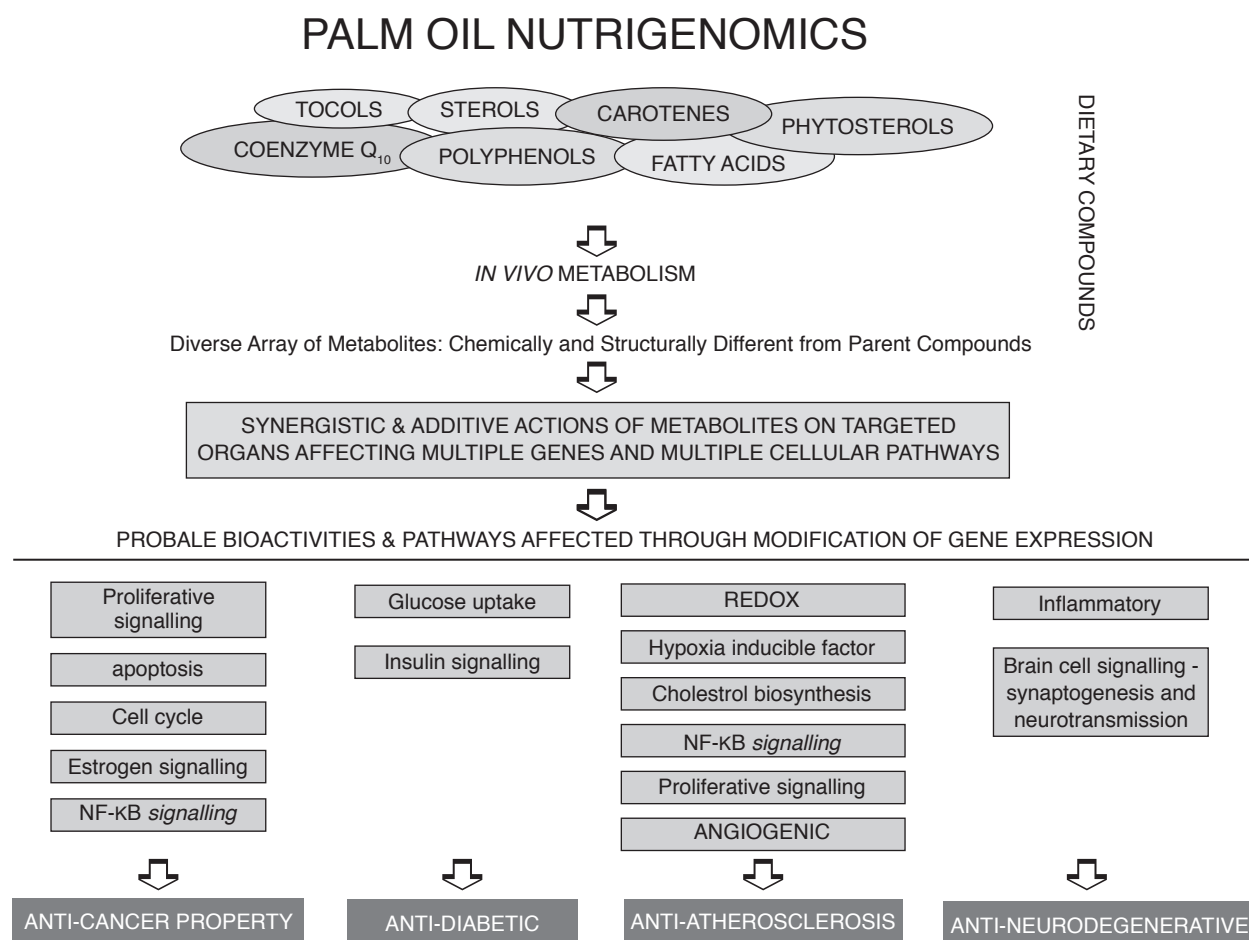 PALM OIL NUTRIGENOMICS
TOCOLS
STEROLS
CAROTENES
PHYTOSTEROLS
COENZYME Q10
POLYPHENOLS
FATTY ACIDS
DIETARY COMPOUNDS
IN VIVO METABOLISM
Diverse Array of Metabolites: Chemically and Structurally Different from Parent Compounds
SYNERGISTIC & ADDITIVE ACTIONS OF METABOLITES ON TARGETED
ORGANS AFFECTING MULTIPLE GENES AND MULTIPLE CELLULAR PATHWAYS
PROBALE BIOACTIVITIES & PATHWAYS AFFECTED THROUGH MODIFICATION OF GENE EXPRESSION
Proliferative
signalling
apoptosis
Cell cycle
Estrogen signalling
NF-κB signalling
ANTI-CANCER PROPERTY
Glucose uptake
Insulin signalling
ANTI-DIABETIC
REDOX
Hypoxia inducible factor
Cholestrol biosynthesis
NF-κB signalling
Proliferative signalling
ANGIOGENIC
ANTI-ATHEROSCLEROSIS
Inflammatory
Brain cell signalling -
synaptogenesis and
neurotransmission
ANTI-NEURODEGENERATIVE